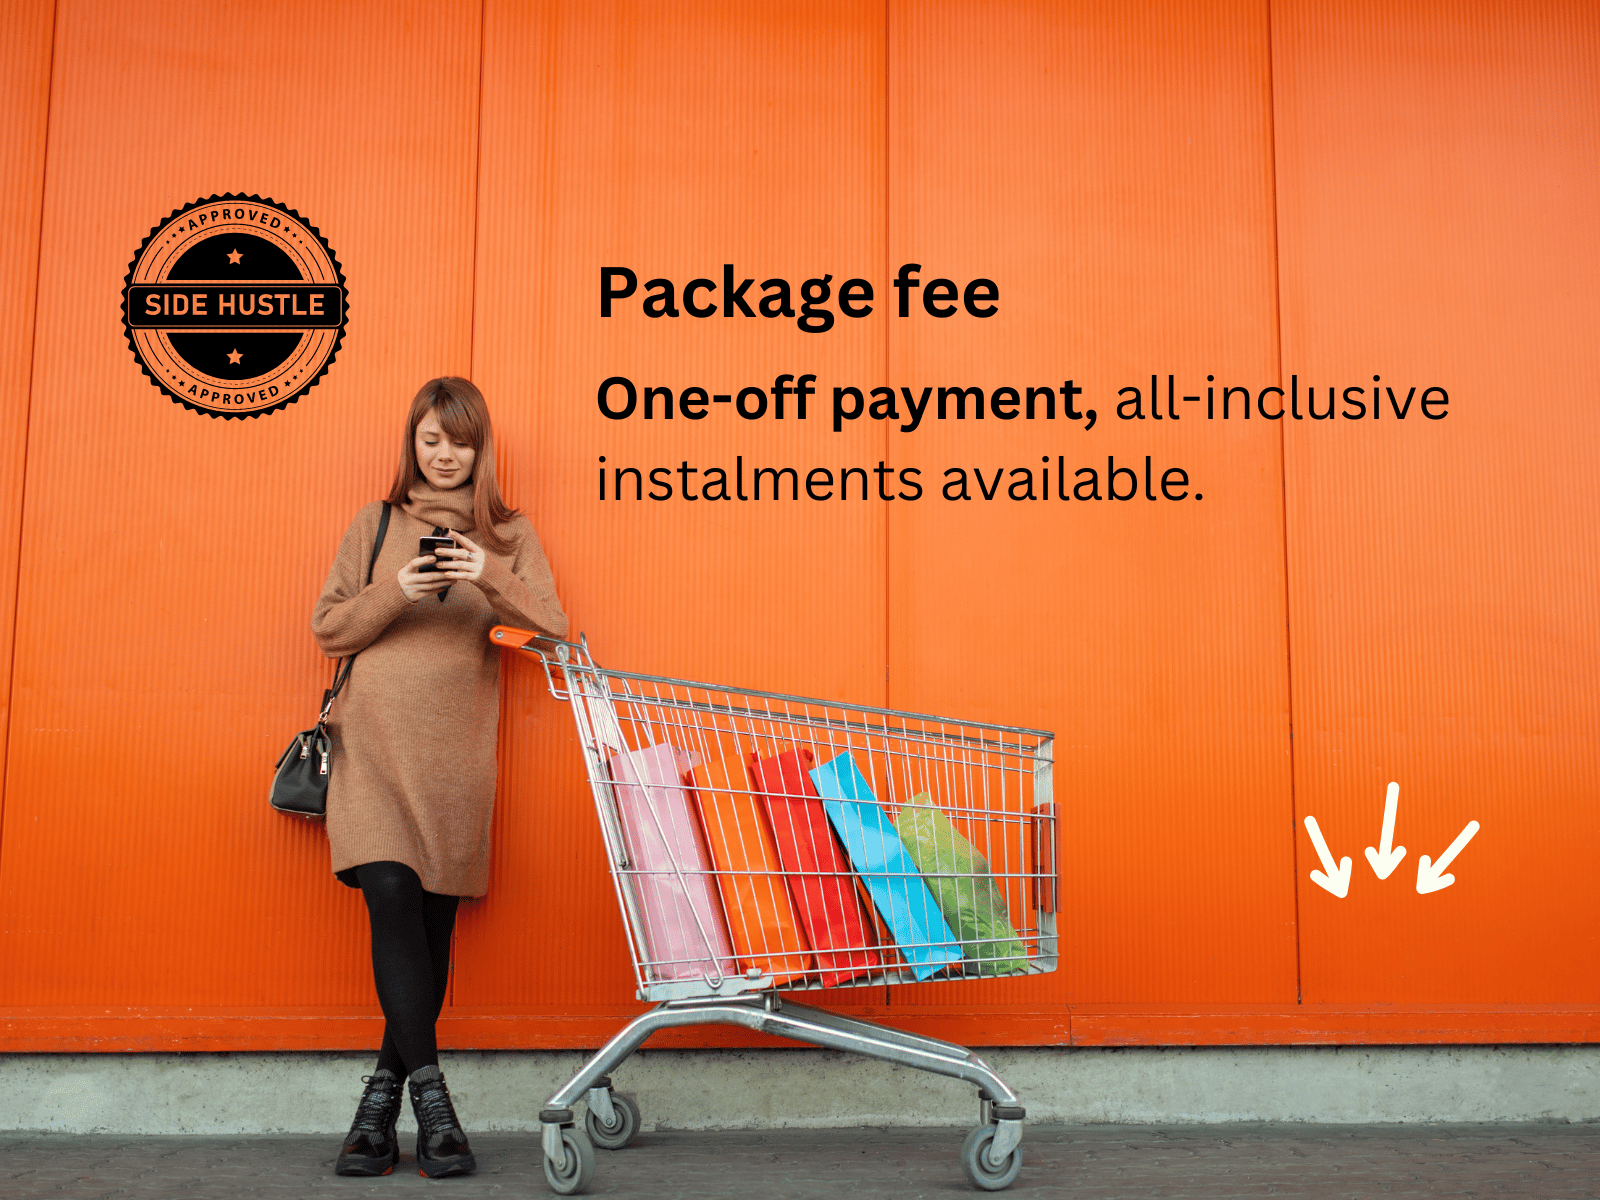 APPROVED
SIDE HUSTLE
APPROVED
Package fee
One-off payment, all-inclusive
instalments available.